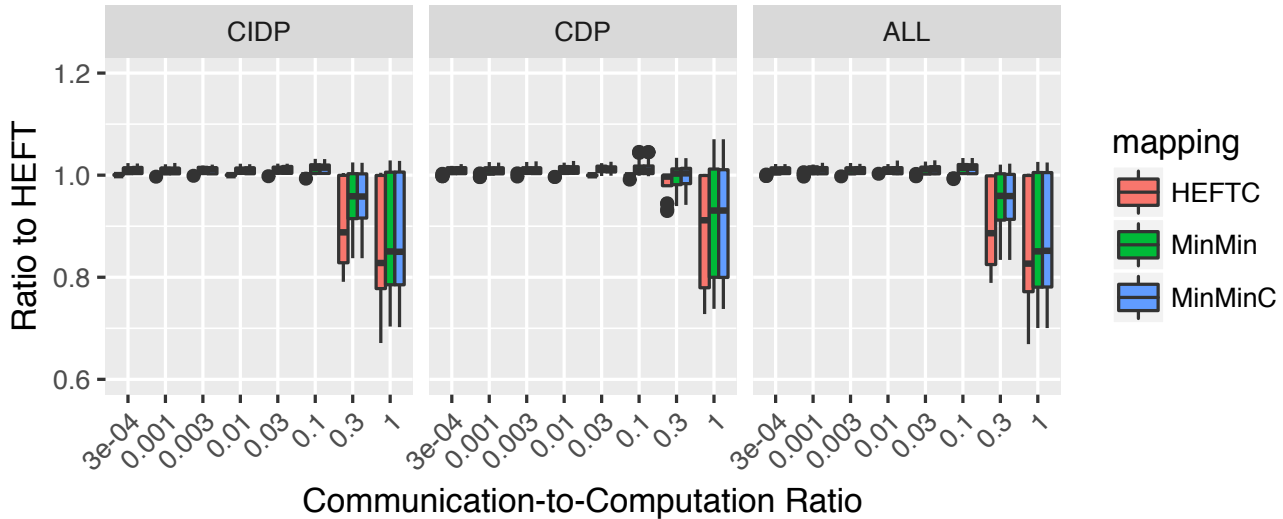 CIDP CDP ALL
1.2
1.0
0.8
0.6
Ratio to HEFT
3e-04 0.001 0.003 0.01 0.03 0.1 0.3 1
3e-04 0.001 0.003 0.01 0.03 0.1 0.3 1
3e-04 0.001 0.003 0.01 0.03 0.1 0.3 1
Communication-to-Computation Ratio
mapping
HEFTC
MinMin
MinMinC